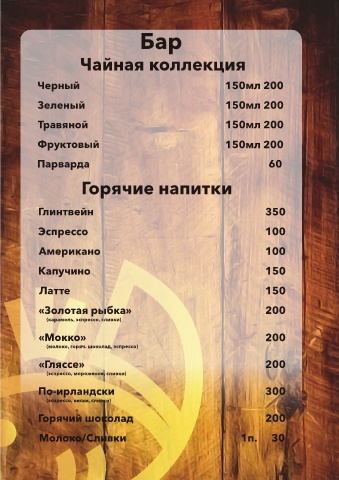 Бар
Чайная коллекция
Черный 150мл 200
Зеленый 150мл 200
Травяной 150мл 200
Фруктовый 150мл 200
Парварда 60
Горячие напитки
Глинтвейн 350
Эспрессо 100
Американо 100
Капучино 150
Латте 150
«Золотая рыбка» 200
(карамель, эспрессо, сливки)
«Мокко» 200
(молоко, горяч. шоколад, эспрессо)
«Гляссе» 200
(эспрессо, мороженое, сливки)
По-ирландски 300
(эспрессо, виски, сливки)
Горячий шоколад 200
Молоко/Сливки 1п. 30